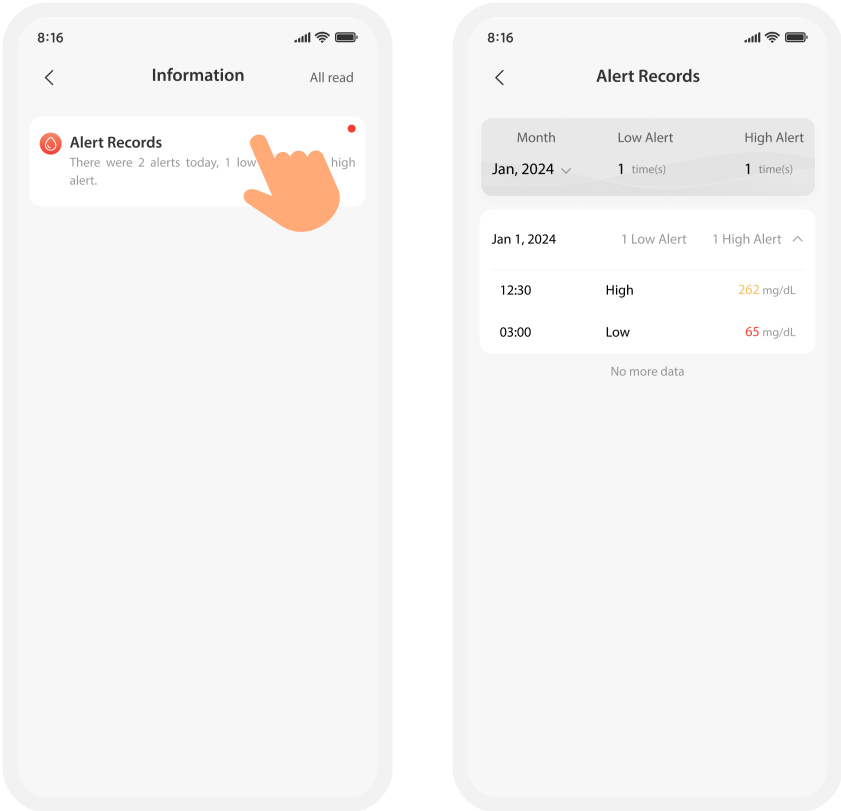 8:16
Information
All read
Alert Records
There were 2 alerts today, 1 low high
alert.
8:16
Alert Records
Month Low Alert High Alert
Jan, 2024 1 time(s) 1 time(s)
Jan 1, 2024 1 Low Alert 1 High Alert
12:30 High 262 mg/dL
03:00 Low 65 mg/dL
No more data